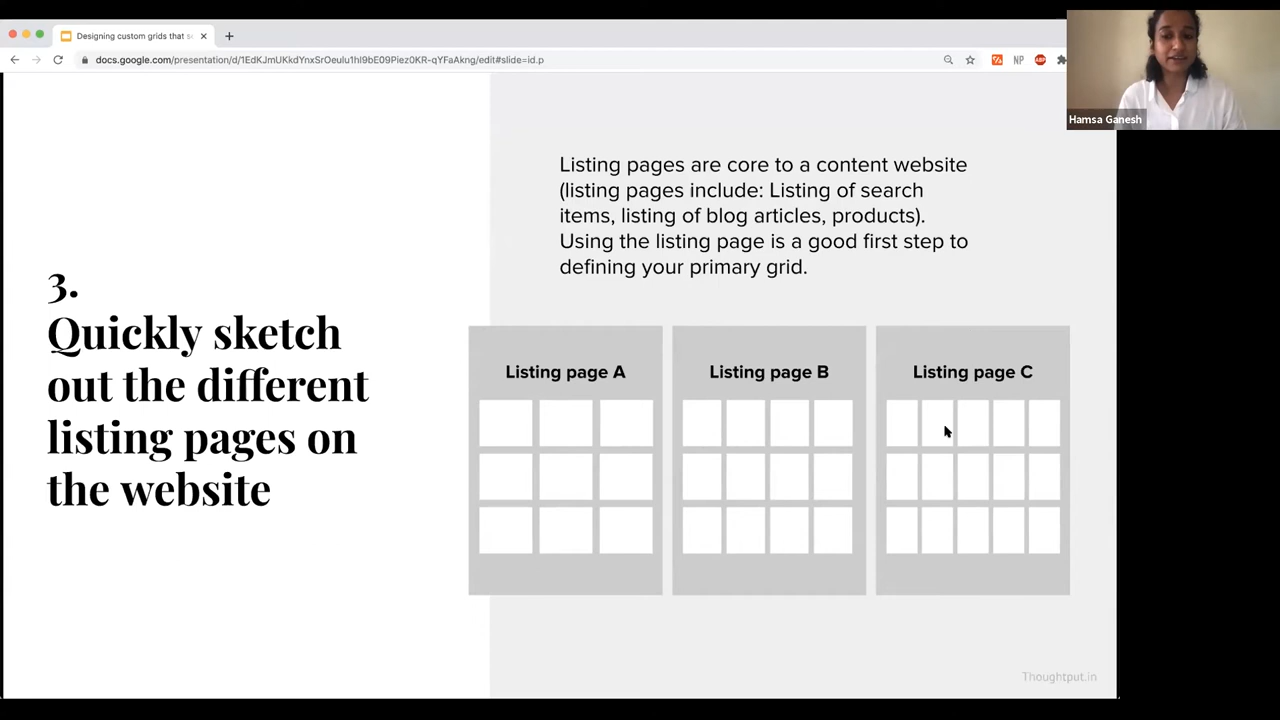 Designing custom grids that s
docs.google.com/presentation/d/1EdKJmUKkdYnxSrOeulu1hI9bE09Piez0KR-qYFaAkng/edit#slide=id.p
NP
ABP
Hamsa Ganesh
3.
Quickly sketch
out the different
listing pages on
the website
Listing pages are core to a content website
(listing pages include: Listing of search
items, listing of blog articles, products).
Using the listing page is a good first step to
defining your primary grid.
Listing page A
Listing page B
Listing page C
Thoughtput.in